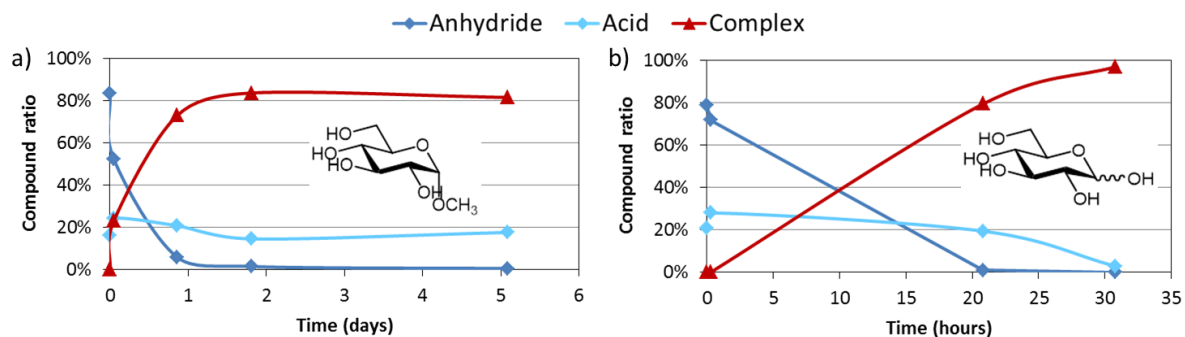 Anhydride Acid Complex
a)
Compound ratio
100%
80%
60%
40%
20%
0%
0 1 2 3 4 5 6
Time (days)
HO
HO
HO
O
OH
OCH₃
b)
Compound ratio
100%
80%
60%
40%
20%
0%
0 5 10 15 20 25 30 35
Time (hours)
HO
HO
HO
O
OH
OH